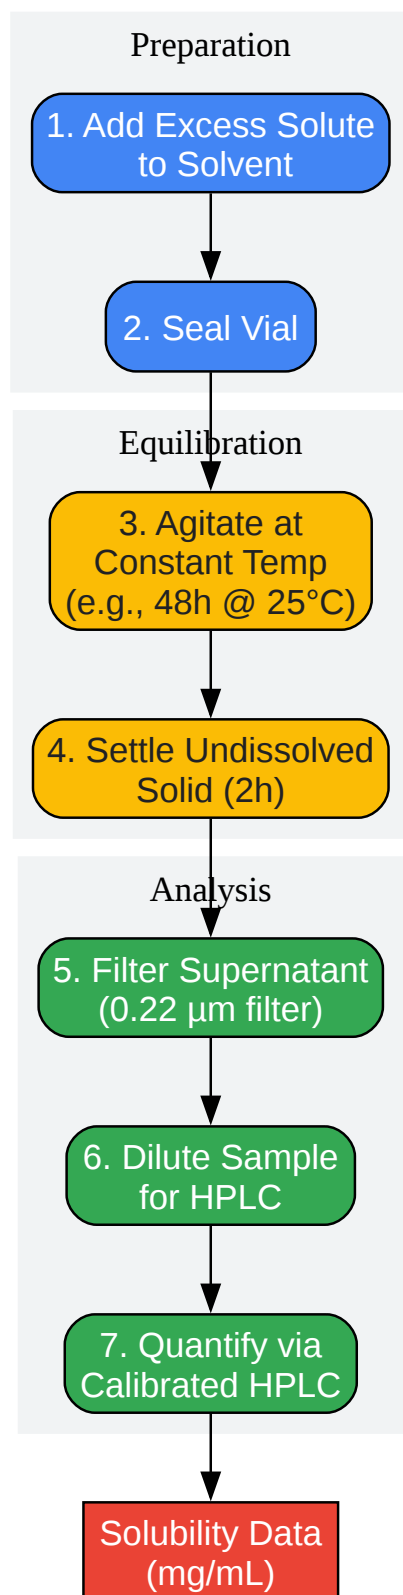 Preparation
1. Add Excess Solute
to Solvent
2. Seal Vial
Equilibration
3. Agitate at
Constant Temp
(e.g., 48h @ 25°C)
4. Settle Undissolved
Solid (2h)
Analysis
5. Filter Supernatant
(0.22 µm filter)
6. Dilute Sample
for HPLC
7. Quantify via
Calibrated HPLC
Solubility Data
(mg/mL)